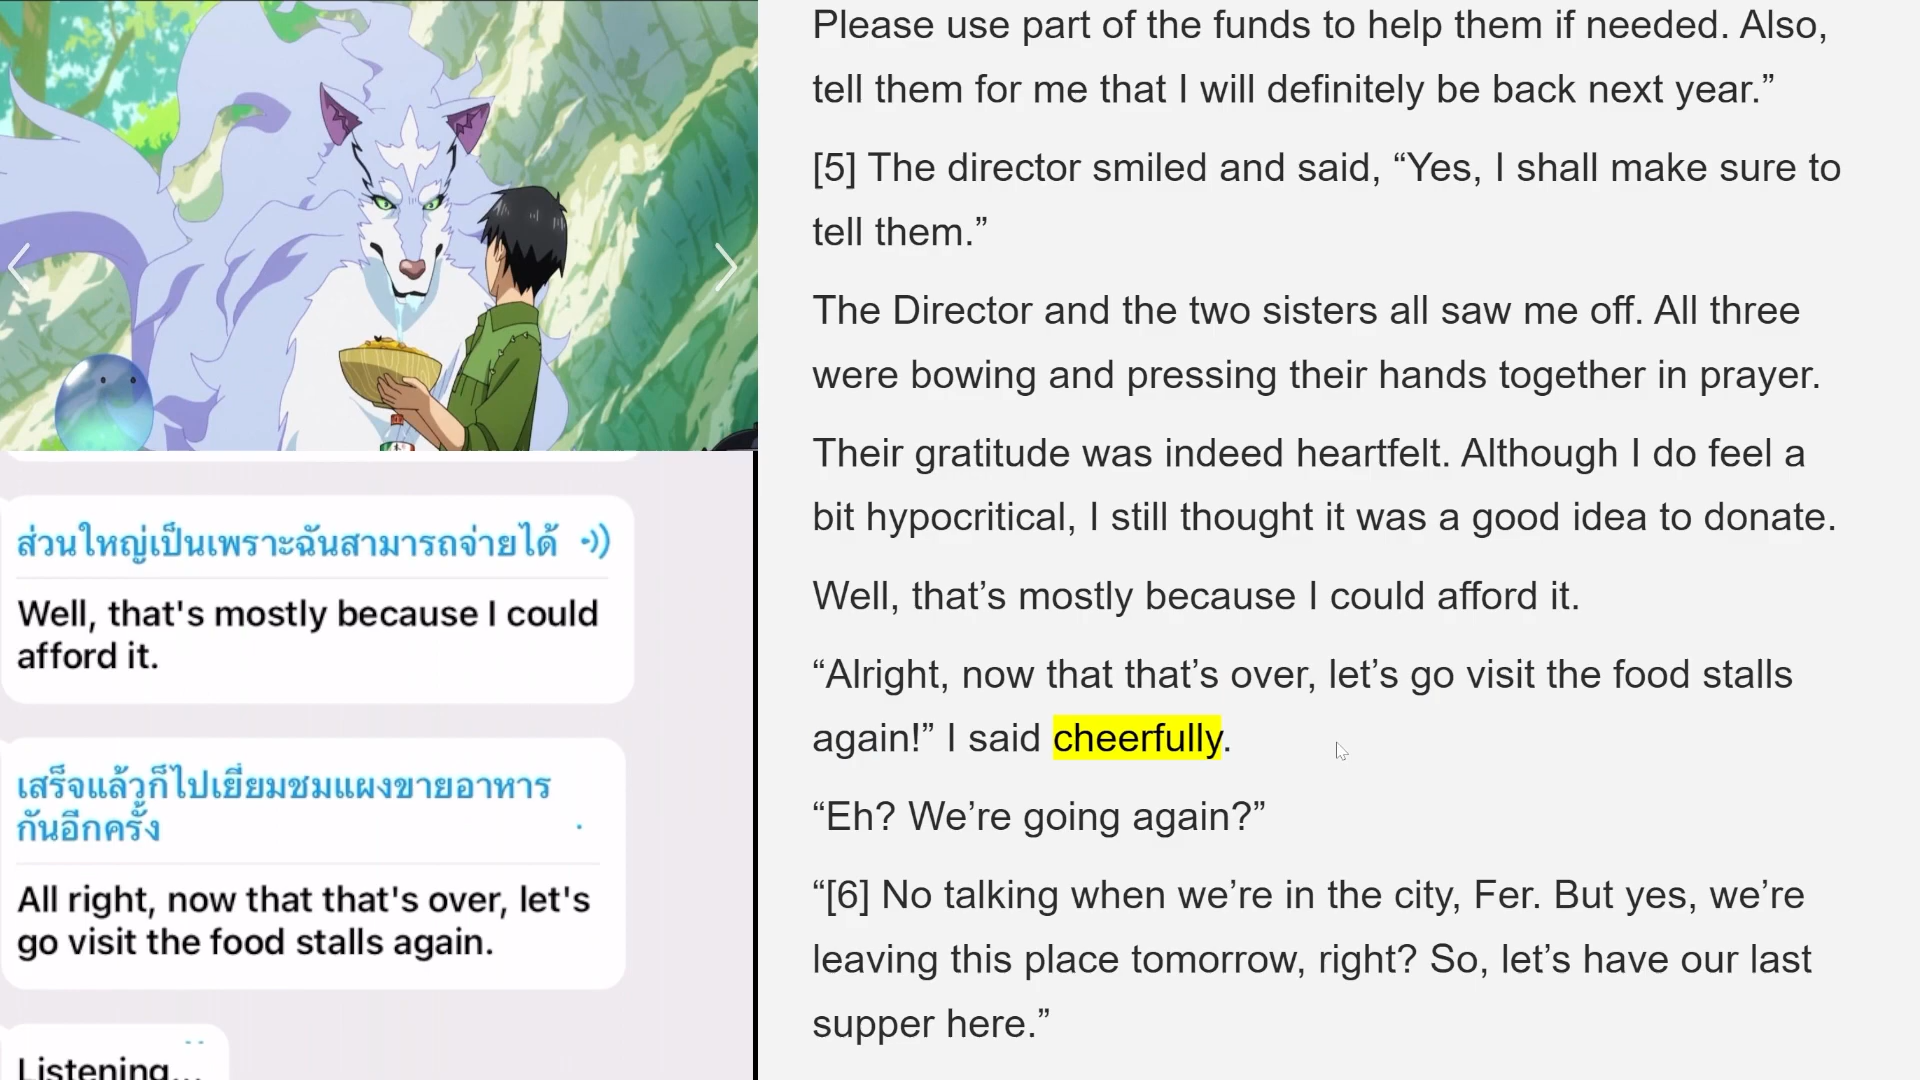 ส่วนใหญ่เป็นเพราะฉันสามารถจ่ายได้
Well, that's mostly because I could
afford it.
เสร็จแล้วก็ไปเยี่ยมชมแผงขายอาหาร
กันอีกครั้ง
All right, now that that's over, let's
go visit the food stalls again.
Listening...
Please use part of the funds to help them if needed. Also,
tell them for me that I will definitely be back next year.”
[5] The director smiled and said, “Yes, I shall make sure to
tell them.”
The Director and the two sisters all saw me off. All three
were bowing and pressing their hands together in prayer.
Their gratitude was indeed heartfelt. Although I do feel a
bit hypocritical, I still thought it was a good idea to donate.
Well, that’s mostly because I could afford it.
“Alright, now that that’s over, let’s go visit the food stalls
again!” I said cheerfully.
“Eh? We’re going again?”
“[6] No talking when we’re in the city, Fer. But yes, we’re
leaving this place tomorrow, right? So, let’s have our last
supper here.”